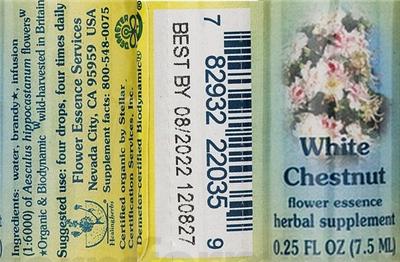 Ingredients: water, brandy★, infusion
(1:6000) of Aesculus hippocastanum flowersʷ
★Organic & Biodynamic ʷwild-harvested in Britain
Suggested use: four drops, four times daily
Flower Essence Services
Nevada City, CA 95959 USA
Supplement facts: 800-548-0075
Healingherbs
Certified organic by Stellar
Certification Services, Inc.
Demeter-certified Biodynamic®
BEST BY 08/2022 120827
7 82932 22035 9
White
Chestnut
flower essence
herbal supplement
0.25 FL OZ (7.5 ML)